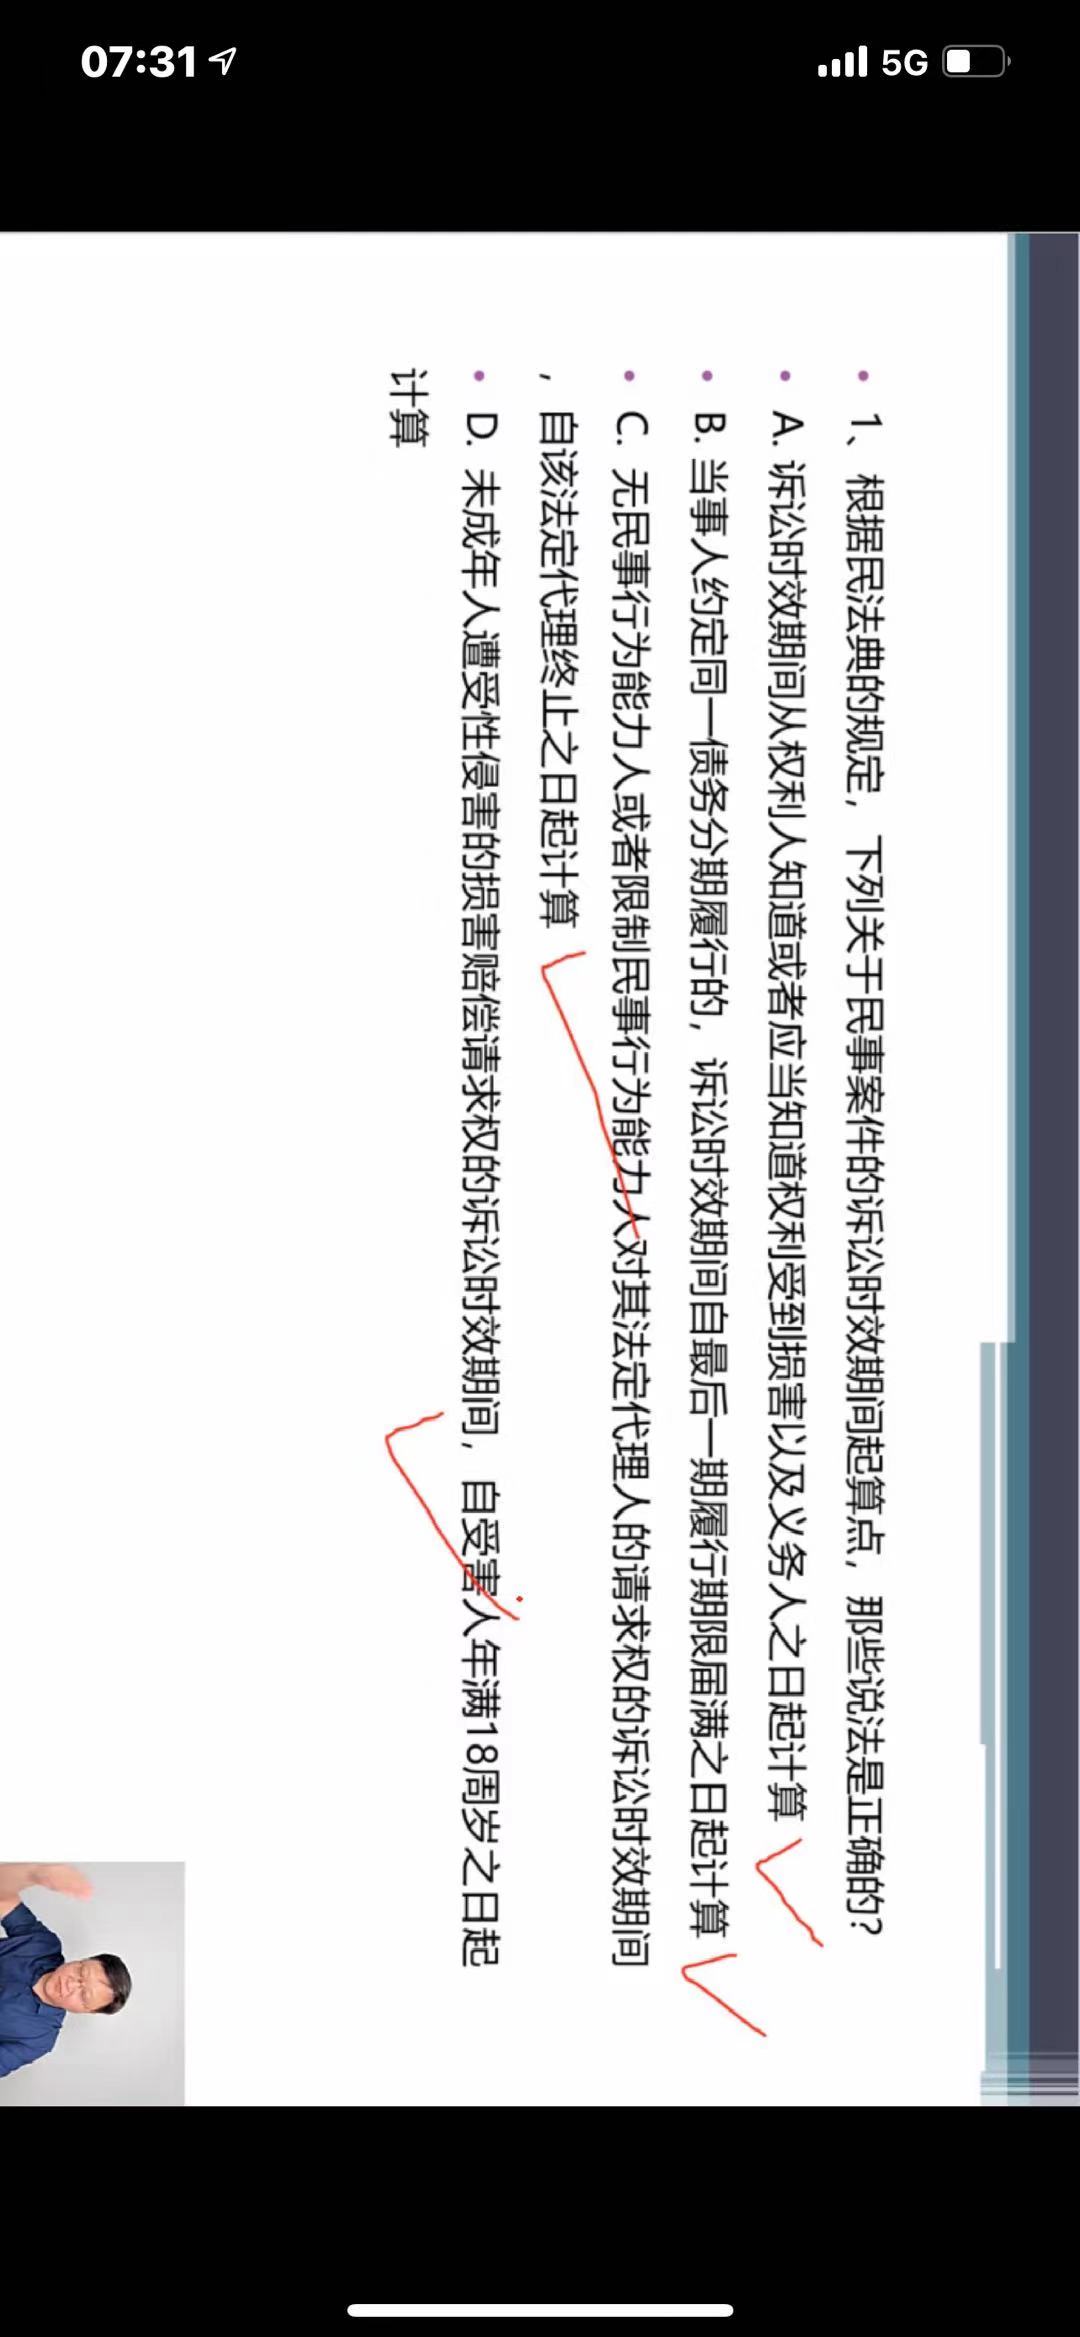 07:31
5G
1、根据民法典的规定，下列关于民事案件的诉讼时效期间起算点，那些说法是正确的?
A. 诉讼时效期间从权利人知道或者应当知道权利受到损害以及义务人之日起计算
B. 当事人约定同一债务分期履行的，诉讼时效期间自最后一期履行期限届满之日起计算
C. 无民事行为能力人或者限制民事行为能力人对其法定代理人的请求权的诉讼时效期间
，自该法定代理终止之日起计算
D. 未成年人遭受性侵害的损害赔偿请求权的诉讼时效期间，自受害人年满18周岁之日起
计算